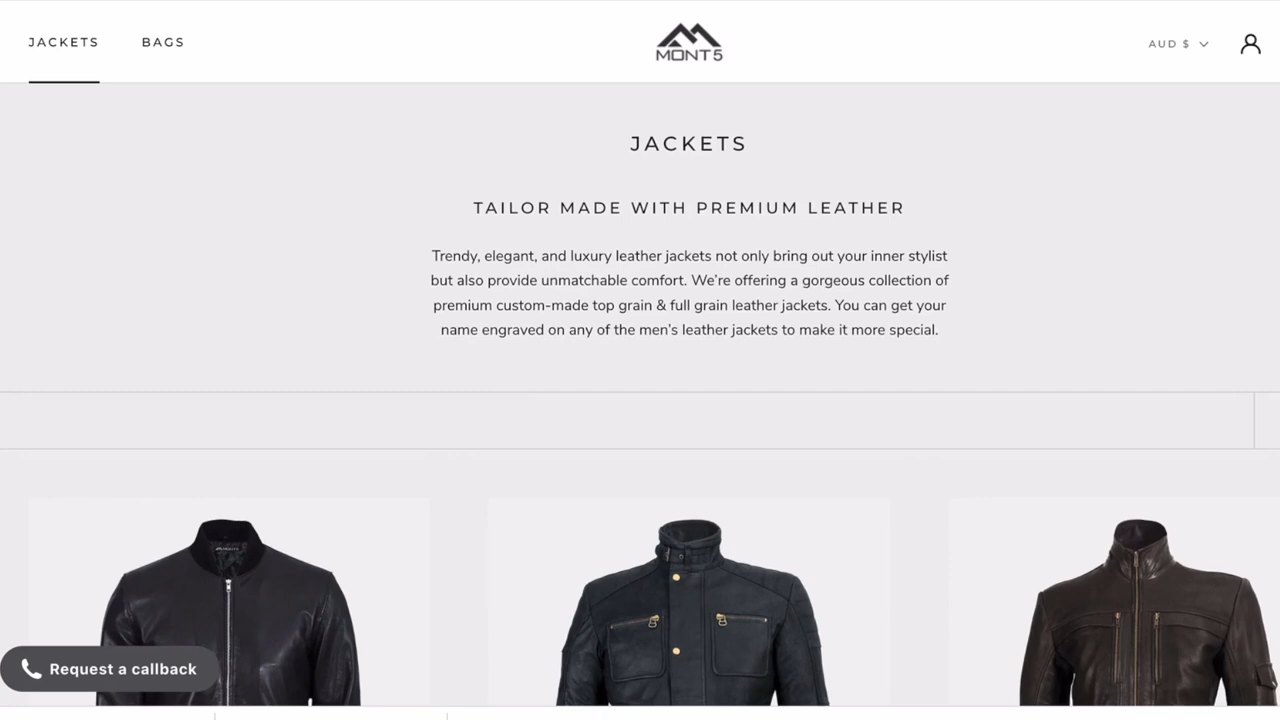 JACKETS
BAGS
MONT5
AUD $
JACKETS
TAILOR MADE WITH PREMIUM LEATHER
Trendy, elegant, and luxury leather jackets not only bring out your inner stylist
but also provide unmatchable comfort. We're offering a gorgeous collection of
premium custom-made top grain & full grain leather jackets. You can get your
name engraved on any of the men's leather jackets to make it more special.
Request a callback